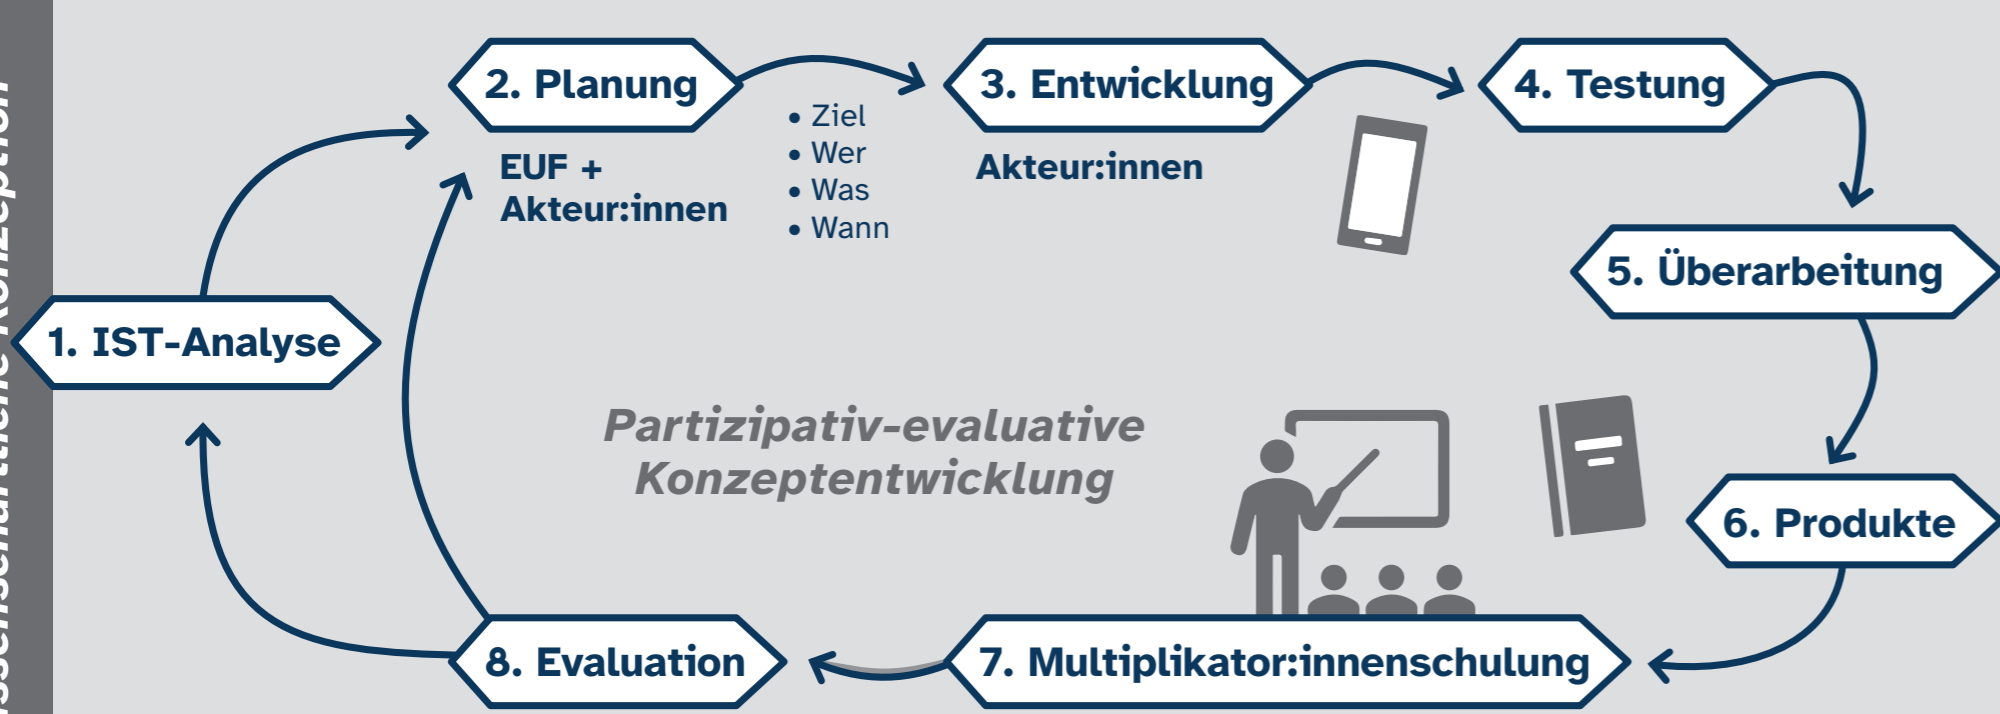 2. Planung
3. Entwicklung
4. Testung
• Ziel
• Wer
• Was
• Wann
EUF +
Akteur:innen
Akteur:innen
5. Überarbeitung
1. IST-Analyse
Partizipativ-evaluative
Konzeptentwicklung
6. Produkte
8. Evaluation
7. Multiplikator:innenschulung